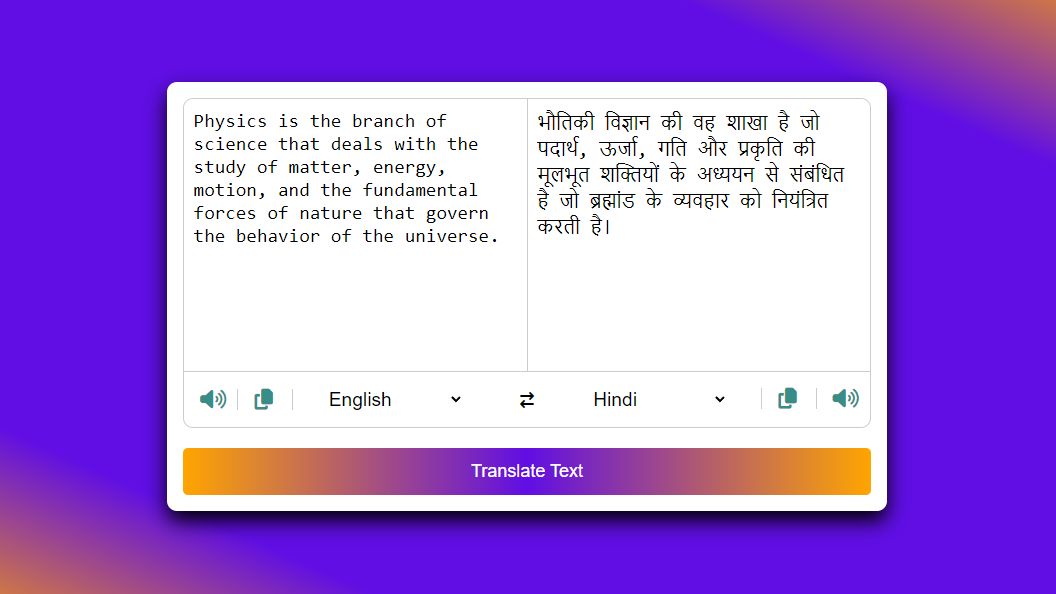 Physics is the branch of
science that deals with the
study of matter, energy,
motion, and the fundamental
forces of nature that govern
the behavior of the universe.
भौतिकी विज्ञान की वह शाखा है जो
पदार्थ, ऊर्जा, गति और प्रकृति की
मूलभूत शक्तियों के अध्ययन से संबंधित
है जो ब्रह्मांड के व्यवहार को नियंत्रित
करती है।
English
Hindi
Translate Text